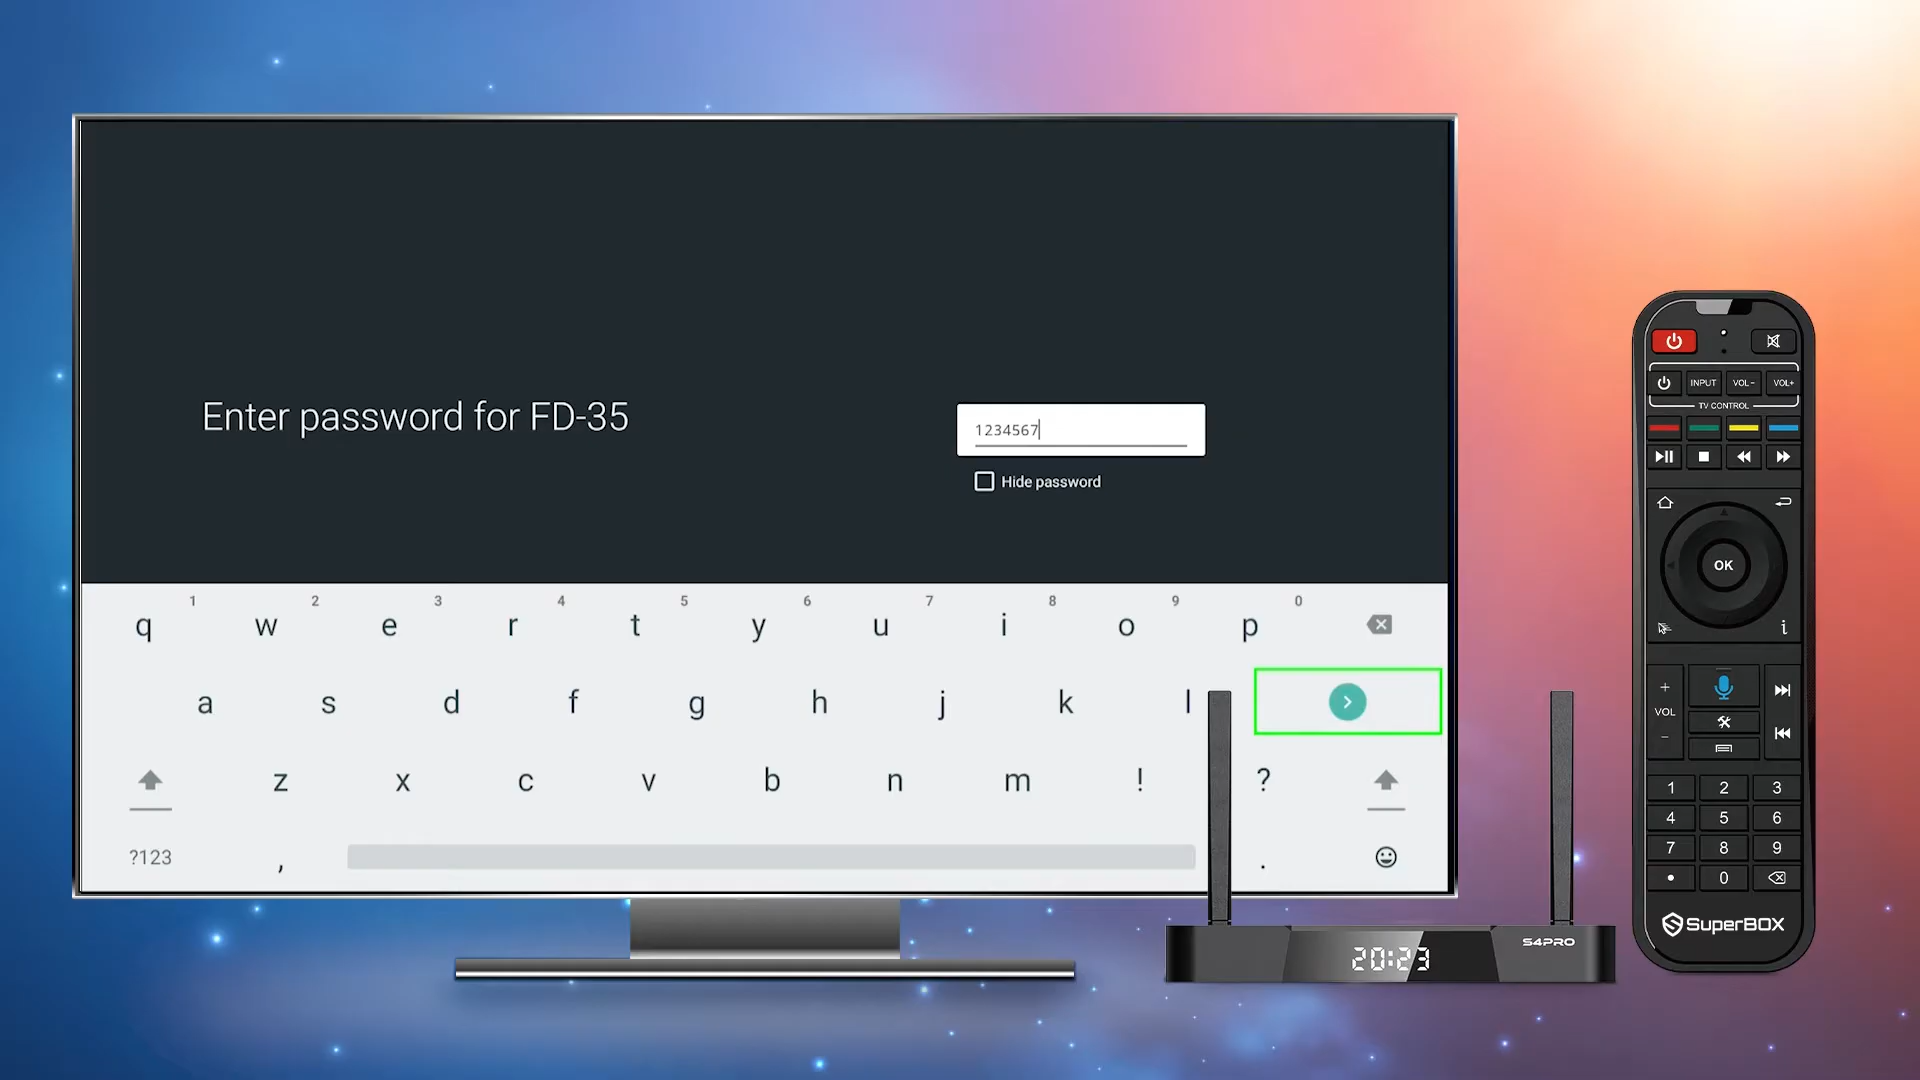 Enter password for FD-35
1234567
Hide password
1 2 3 4 5 6 7 8 9 0
q w e r t y u i o p
a s d f g h j k l
z x c v b n m ! ?
?123 , .
20:23
S4PRO
INPUT VOL- VOL+
TV CONTROL
OK
i
+
VOL
-
1 2 3
4 5 6
7 8 9
• 0
SuperBOX